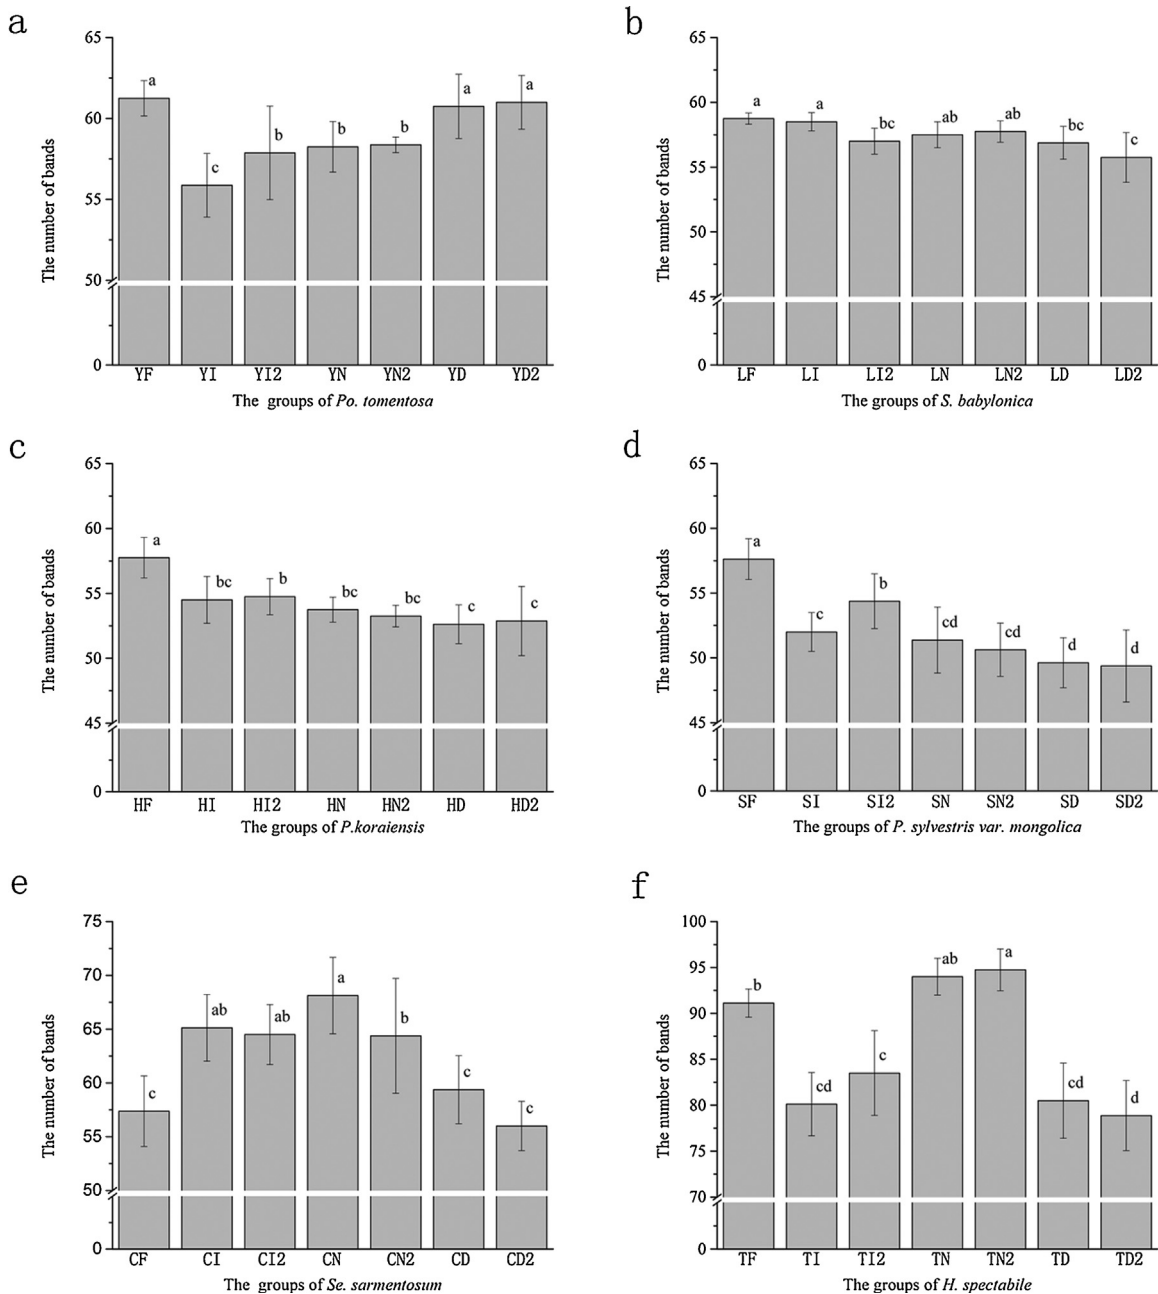 a
65
60
55
50
0
The number of bands
a
c
b
b
b
a
a
YF YI YI2 YN YN2 YD YD2
The groups of Po. tomentosa
b
65
60
55
50
45
0
The number of bands
a
a
bc
ab
ab
bc
c
LF LI LI2 LN LN2 LD LD2
The groups of S. babylonica
c
65
60
55
50
45
0
The number of bands
a
bc
b
bc
bc
c
c
HF HI HI2 HN HN2 HD HD2
The groups of P.koraiensis
d
65
60
55
50
45
0
The number of bands
a
c
b
cd
cd
d
d
SF SI SI2 SN SN2 SD SD2
The groups of P. sylvestris var. mongolica
e
75
70
65
60
55
50
0
The number of bands
c
ab
ab
a
b
c
c
CF CI CI2 CN CN2 CD CD2
The groups of Se. sarmentosum
f
100
95
90
85
80
75
70
0
The number of bands
b
cd
c
ab
a
cd
d
TF TI TI2 TN TN2 TD TD2
The groups of H. spectabile